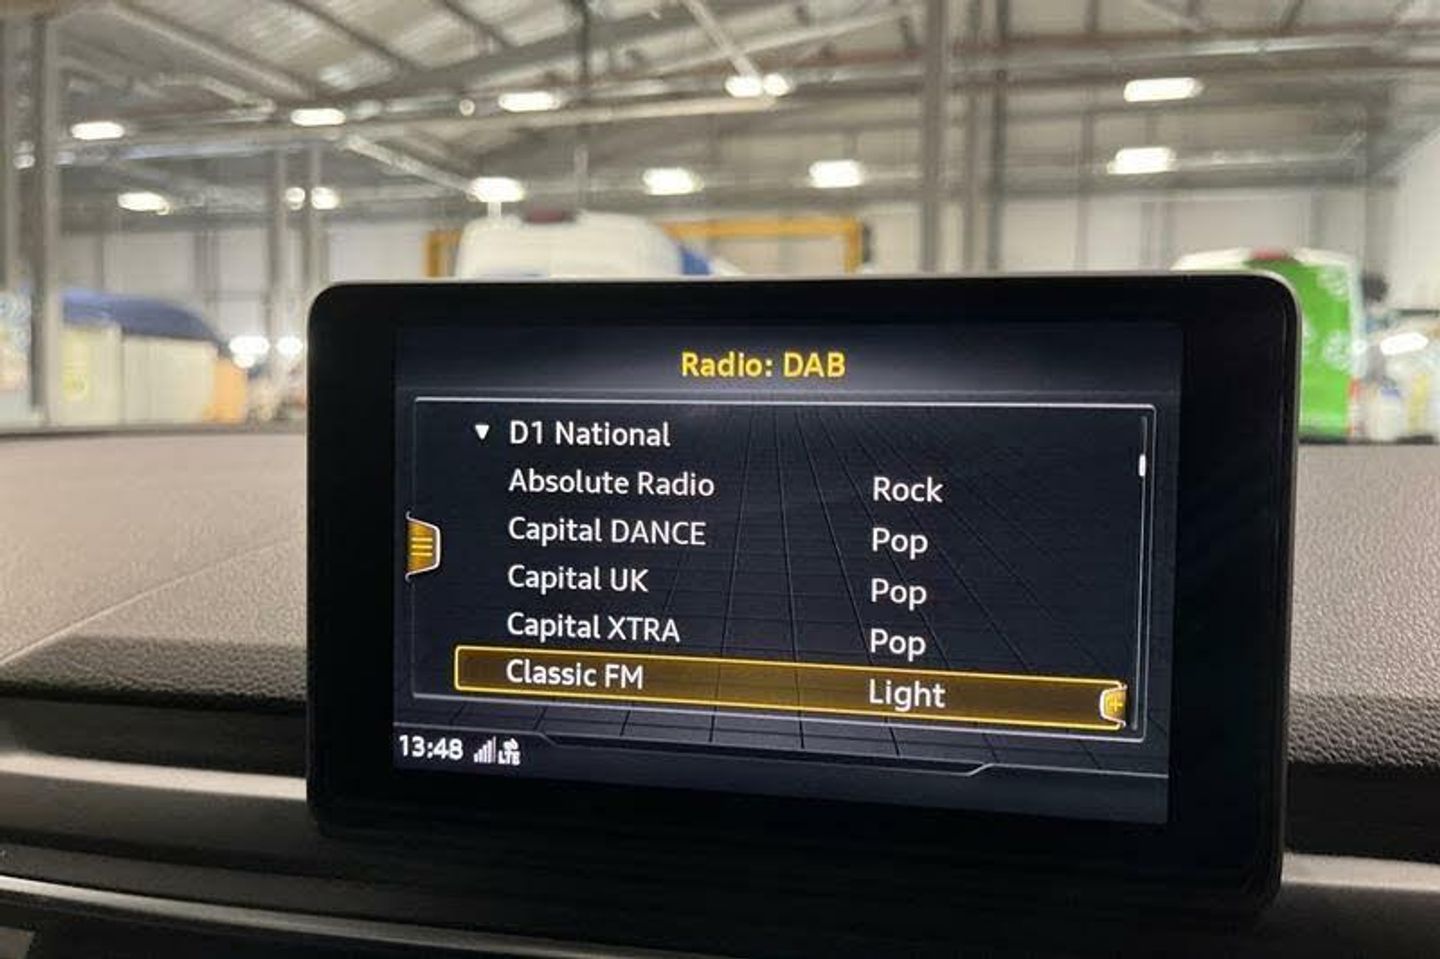 Radio: DAB
D1 National
Absolute Radio Rock
Capital DANCE Pop
Capital UK Pop
Capital XTRA Pop
Classic FM Light
13:48 LTE